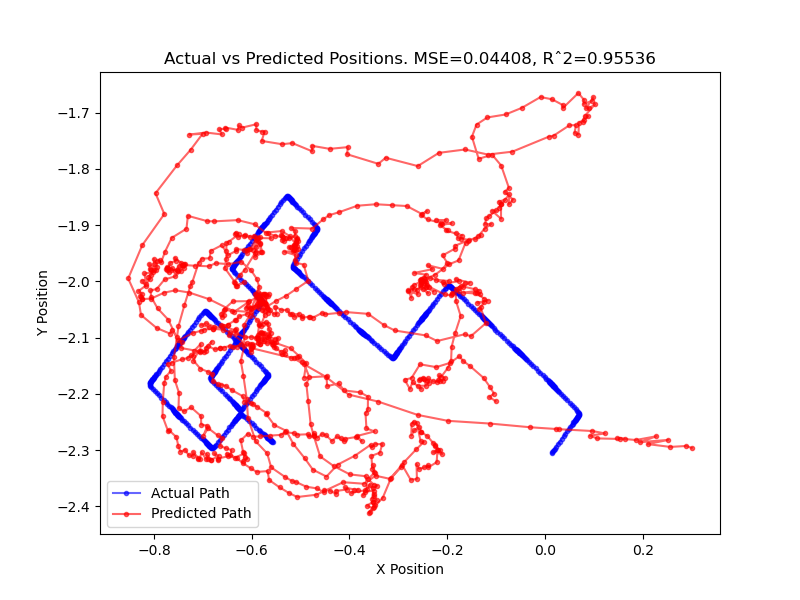 Actual vs Predicted Positions. MSE=0.04408, Rˆ2=0.95536
Y Position
−1.7
−1.8
−1.9
−2.0
−2.1
−2.2
−2.3
−2.4
Actual Path
Predicted Path
−0.8 −0.6 −0.4 −0.2 0.0 0.2
X Position